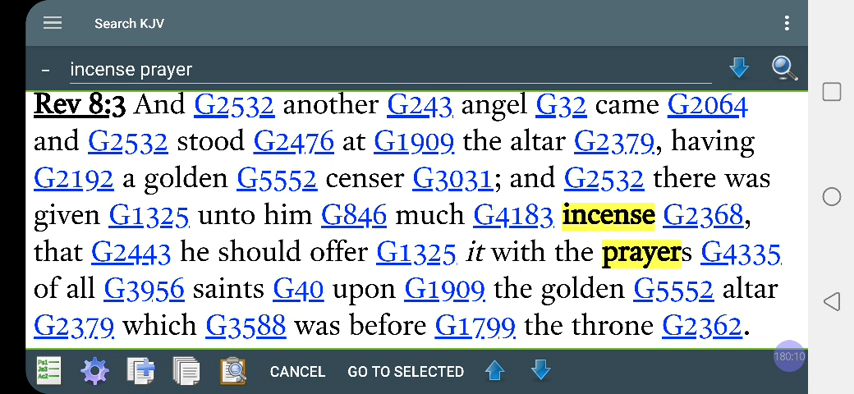 Search KJV
incense prayer
Rev 8:3 And G2532 another G243 angel G32 came G2064
and G2532 stood G2476 at G1909 the altar G2379, having
G2192 a golden G5552 censer G3031; and G2532 there was
given G1325 unto him G846 much G4183 incense G2368,
that G2443 he should offer G1325 it with the prayers G4335
of all G3956 saints G40 upon G1909 the golden G5552 altar
G2379 which G3588 was before G1799 the throne G2362.
CANCEL GO TO SELECTED
180:10